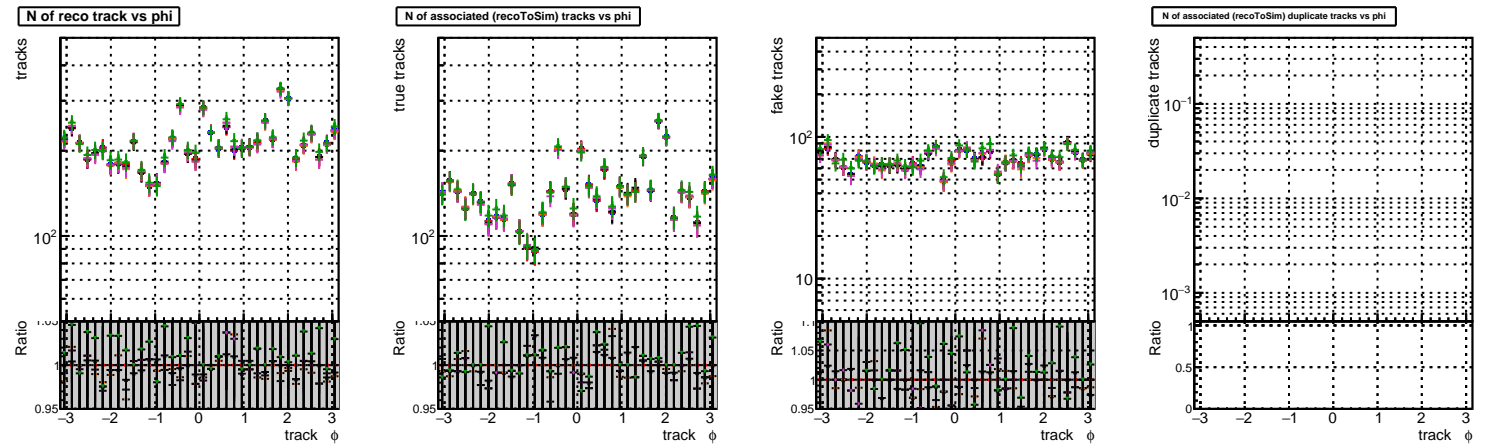 N of reco track vs phi
tracks
10²
Ratio
1.05
1
0.95
−3 −2 −1 0 1 2 3
track ϕ
N of associated (recoToSim) tracks vs phi
true tracks
10²
Ratio
1.05
1
0.95
−3 −2 −1 0 1 2 3
track ϕ
fake tracks
10²
10
Ratio
1.1
1.05
1
0.95
−3 −2 −1 0 1 2 3
track ϕ
N of associated (recoToSim) duplicate tracks vs phi
duplicate tracks
10⁻¹
10⁻²
10⁻³
Ratio
1
0.5
0
−3 −2 −1 0 1 2 3
track ϕ